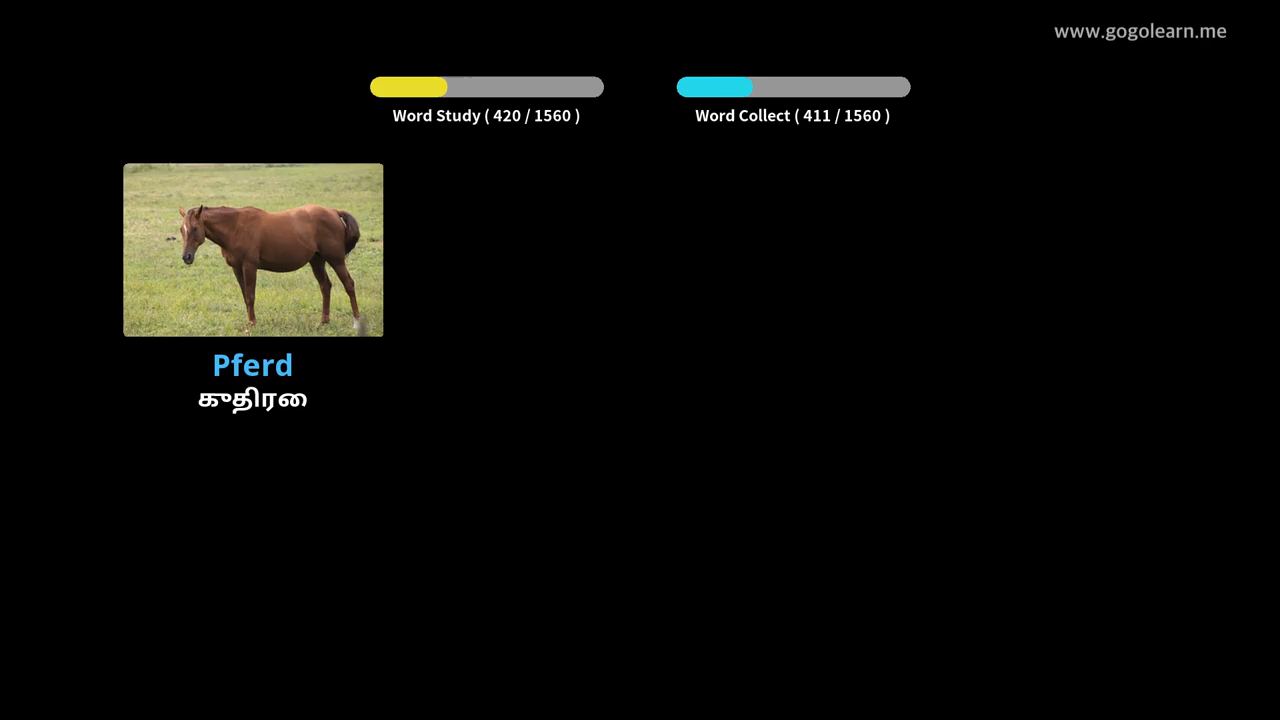 www.gogolearn.me
Word Study ( 420 / 1560 )
Word Collect ( 411 / 1560 )
Pferd
குதிரை